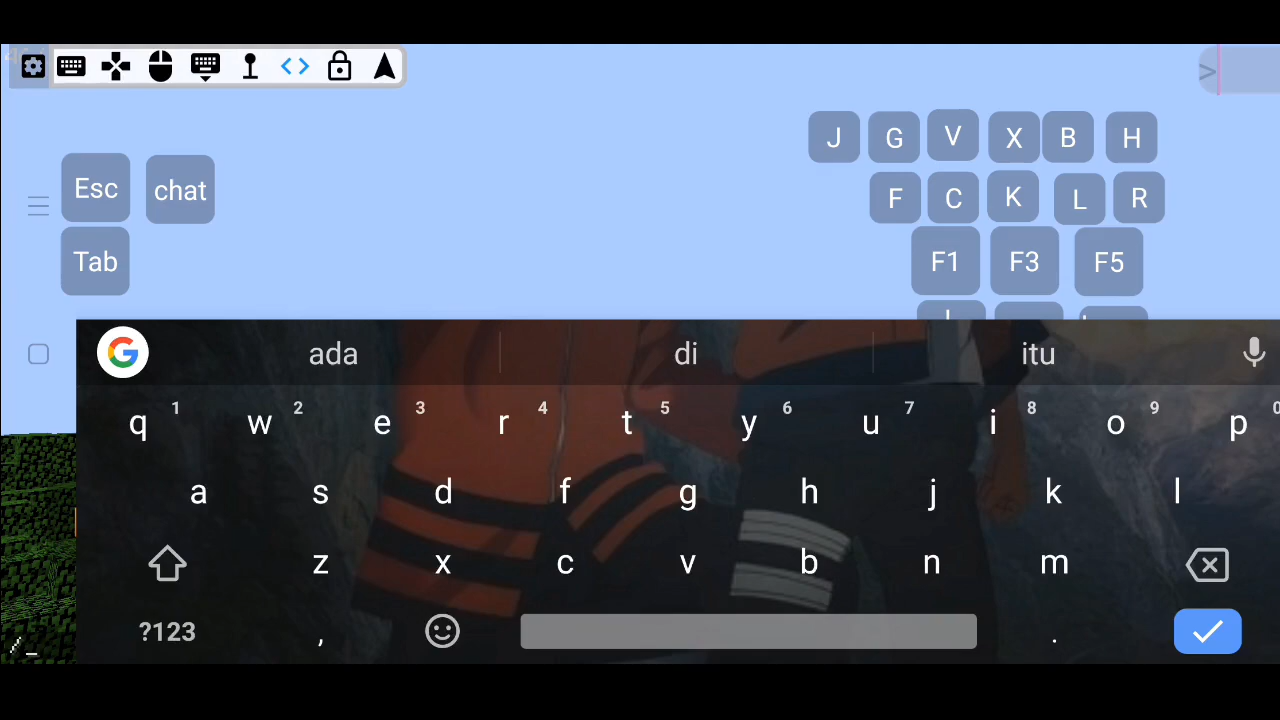 >
J G V X B H
Esc chat
F C K L R
Tab
F1 F3 F5
ada di itu
q 1 w 2 e 3 r 4 t 5 y 6 u 7 i 8 o 9 p 0
a s d f g h j k l
z x c v b n m
?123 , .
/_